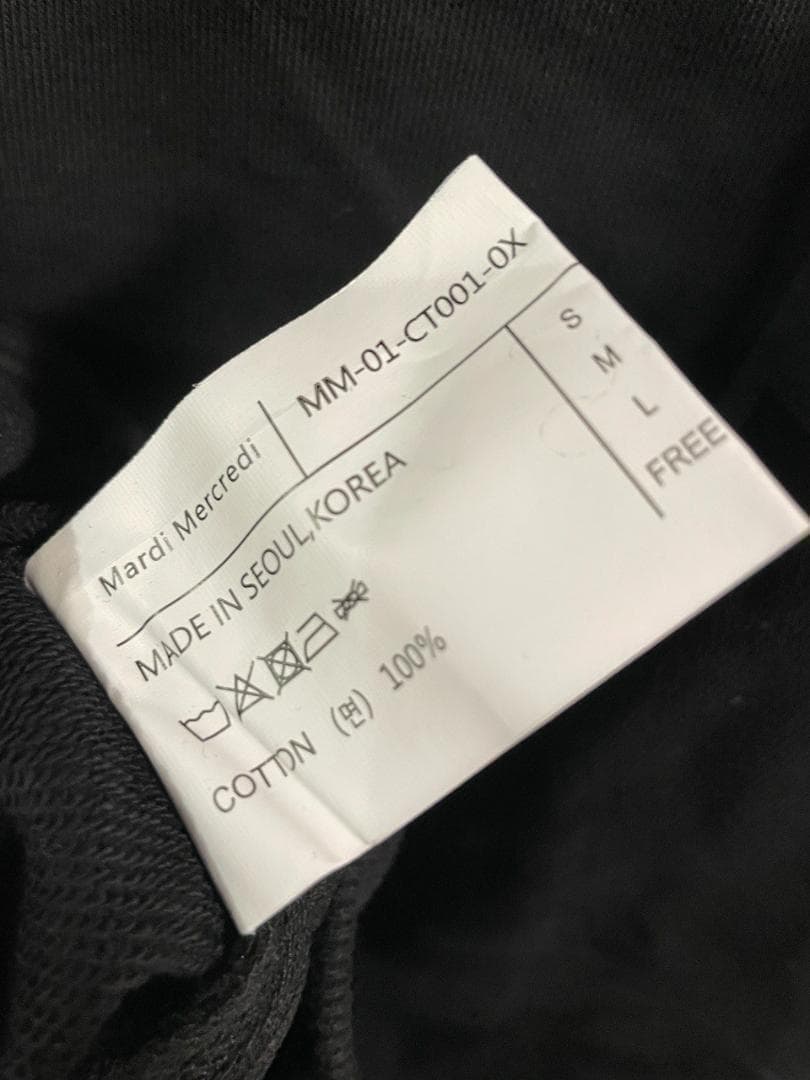 Mardi Mercredi
MM-01-CT001-0X
MADE IN SEOUL,KOREA
COTTON (면) 100%
S
M
L
FREE